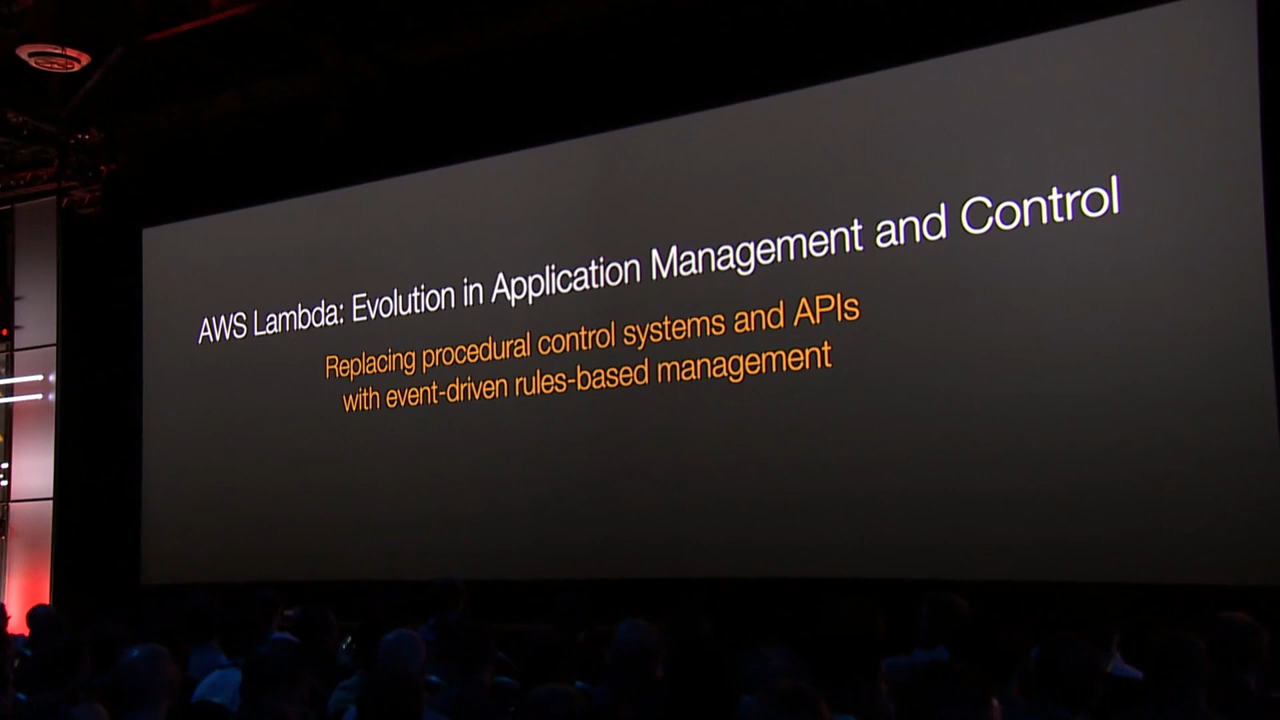 AWS Lambda: Evolution in Application Management and Control
Replacing procedural control systems and APIs
with event-driven rules-based management